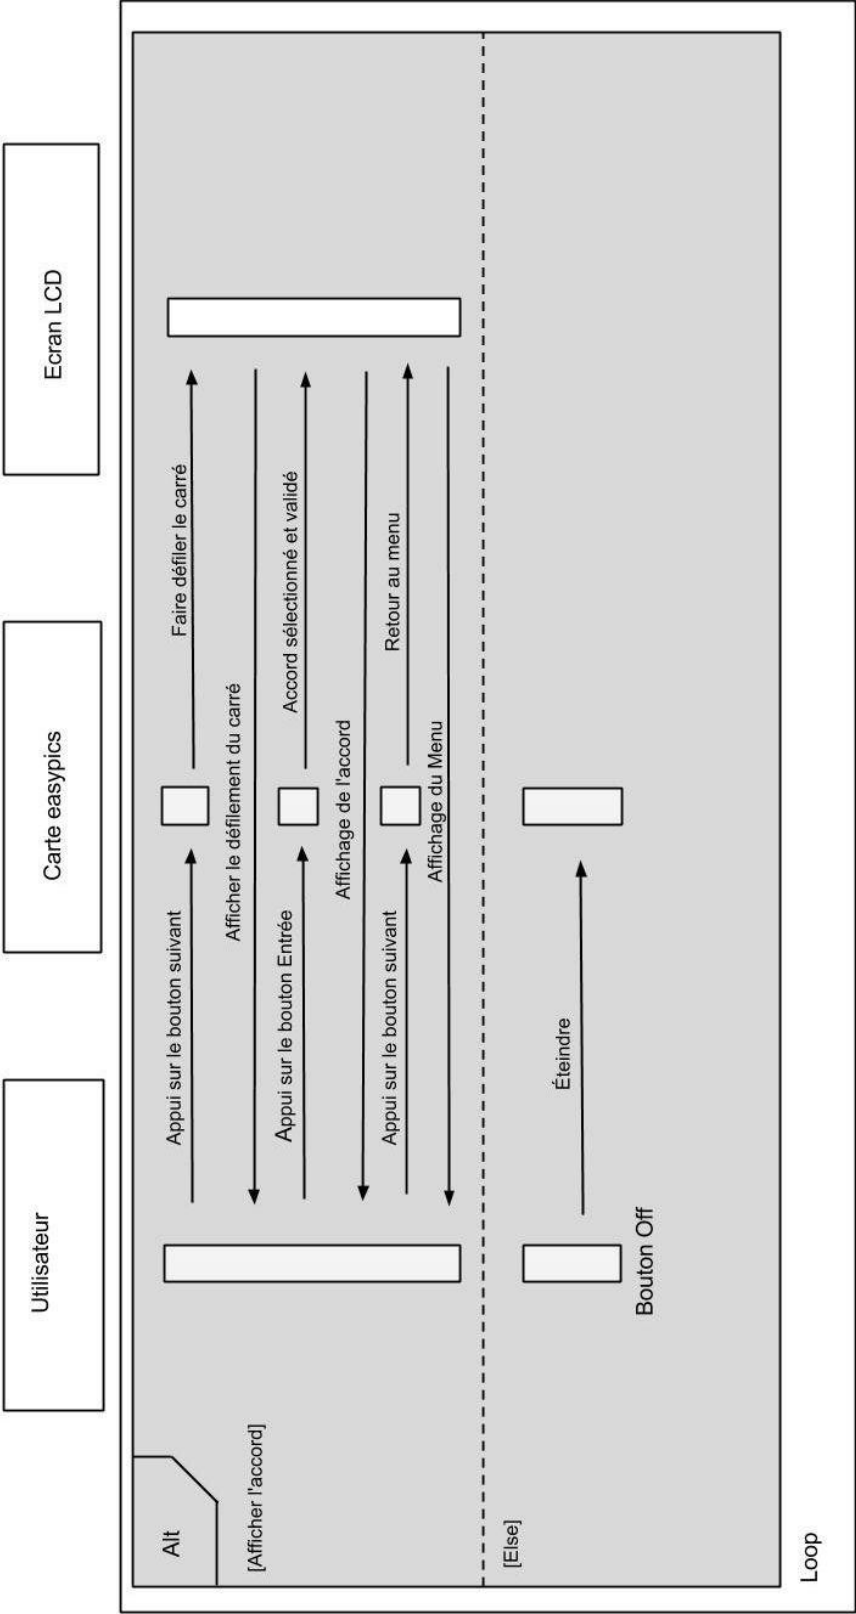 Utilisateur
Carte easypics
Ecran LCD
Alt
[Afficher l'accord]
Appui sur le bouton suivant
Faire défiler le carré
Afficher le défilement du carré
Appui sur le bouton Entrée
Accord sélectionné et validé
Affichage de l'accord
Appui sur le bouton suivant
Retour au menu
Affichage du Menu
[Else]
Éteindre
Bouton Off
Loop